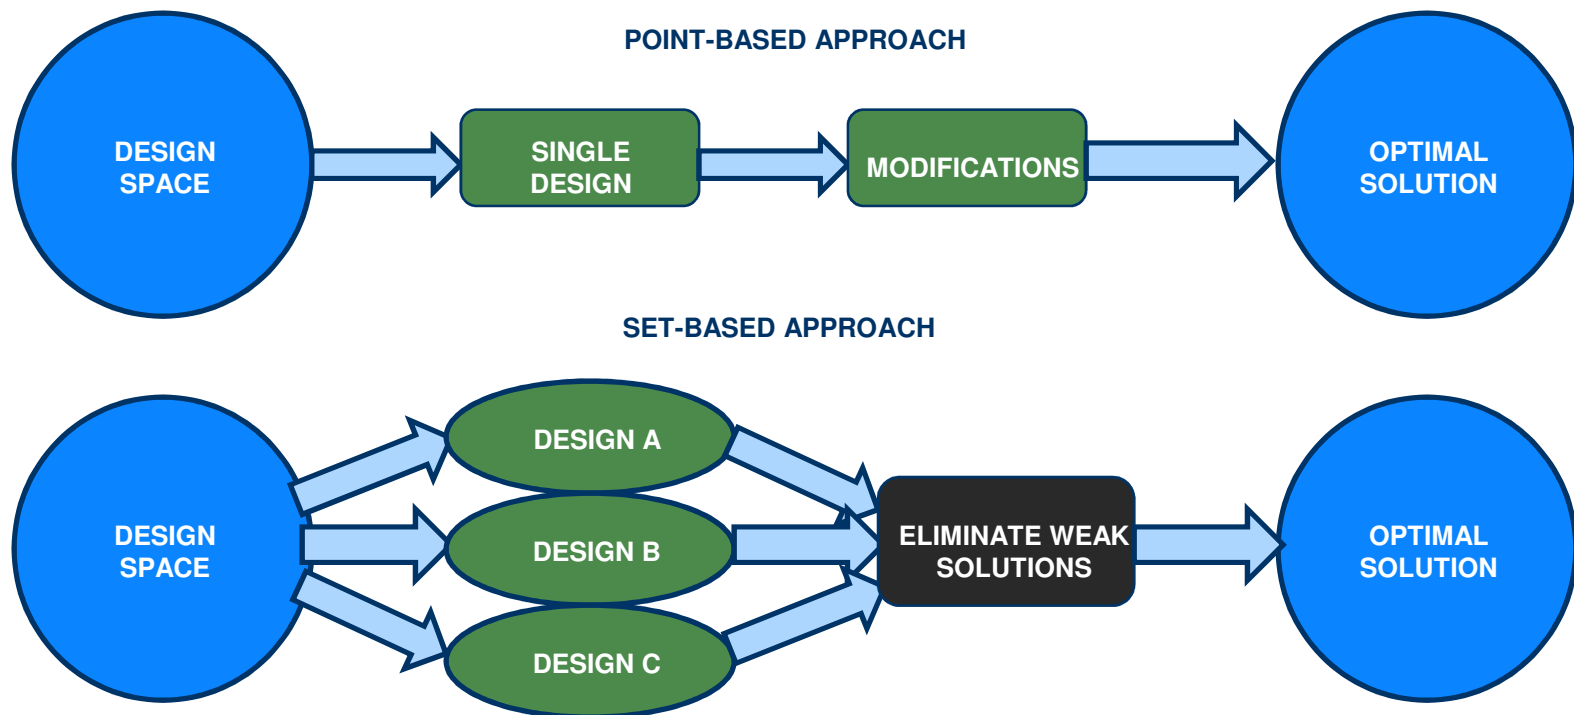 POINT-BASED APPROACH
DESIGN
SPACE
SINGLE
DESIGN
MODIFICATIONS
OPTIMAL
SOLUTION
SET-BASED APPROACH
DESIGN
SPACE
DESIGN A
DESIGN B
DESIGN C
ELIMINATE WEAK
SOLUTIONS
OPTIMAL
SOLUTION